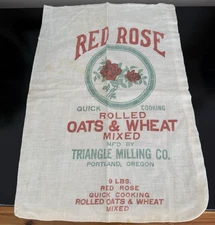 RED ROSE
QUICK COOKING
ROLLED
OATS & WHEAT
MIXED
MF'D BY
TRIANGLE MILLING CO.
PORTLAND, OREGON
9 LBS.
RED ROSE
QUICK COOKING
ROLLED OATS & WHEAT
MIXED